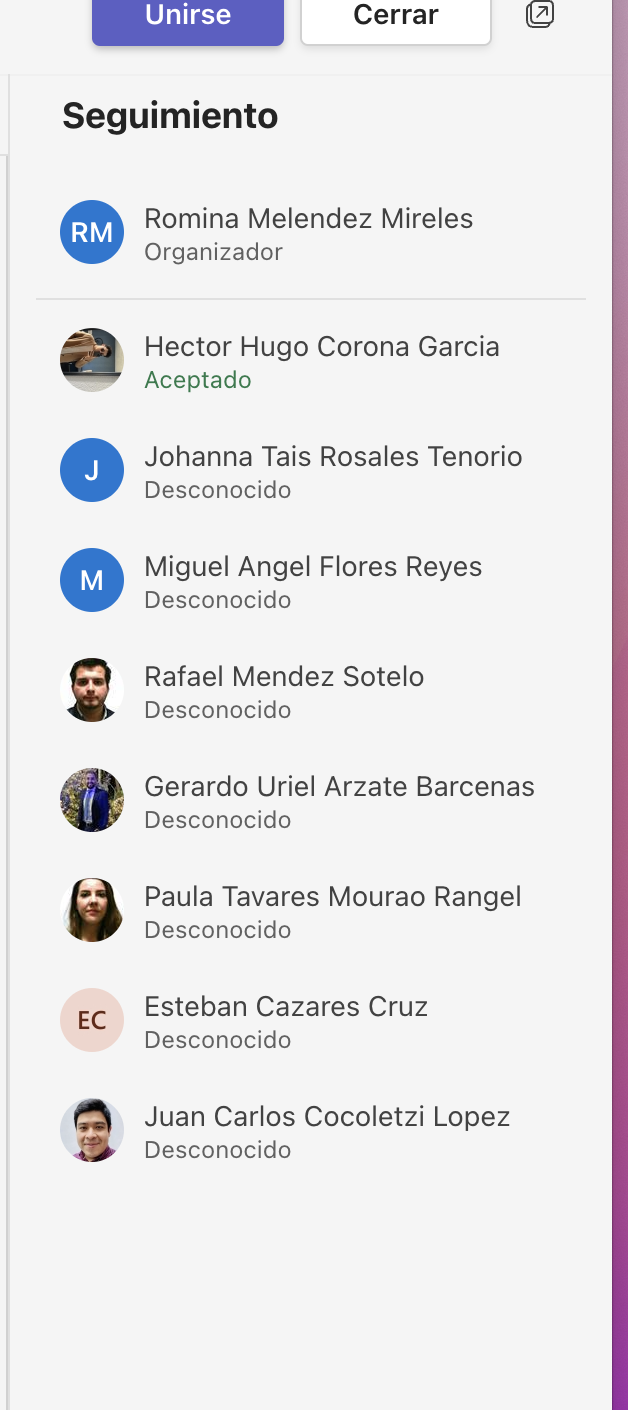 Unirse Cerrar
Seguimiento
RM
Romina Melendez Mireles
Organizador
Hector Hugo Corona Garcia
Aceptado
J
Johanna Tais Rosales Tenorio
Desconocido
M
Miguel Angel Flores Reyes
Desconocido
Rafael Mendez Sotelo
Desconocido
Gerardo Uriel Arzate Barcenas
Desconocido
Paula Tavares Mourao Rangel
Desconocido
EC
Esteban Cazares Cruz
Desconocido
Juan Carlos Cocoletzi Lopez
Desconocido